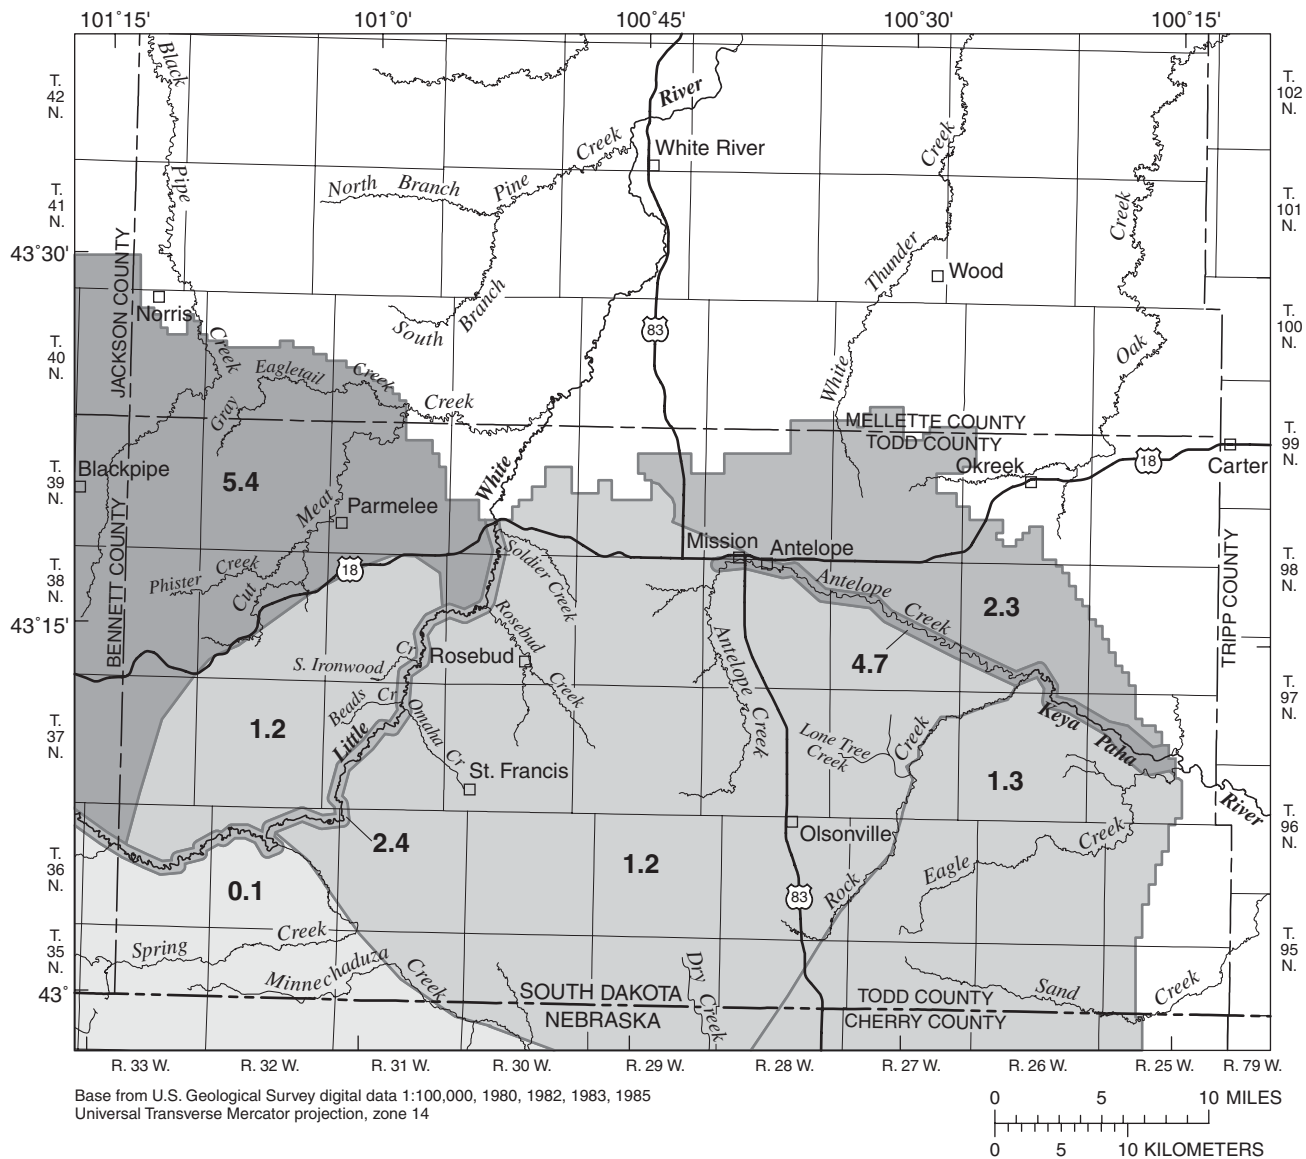 101°15'
101°0'
100°45'
100°30'
100°15'
T.
42
N.
T.
41
N.
43°30'
T.
40
N.
T.
39
N.
T.
38
N.
43°15'
T.
37
N.
T.
36
N.
T.
35
N.
43°
T.
102
N.
T.
101
N.
T.
100
N.
T.
99
N.
T.
98
N.
T.
97
N.
T.
96
N.
T.
95
N.
Black
Pipe
Creek
River
White River
Creek
Pine
North Branch
South
Branch
Creek
Thunder
White
Wood
Creek
Oak
JACKSON COUNTY
Norris
Eagletail
Creek
Gray
Creek
MELLETTE COUNTY
TODD COUNTY
83
Okreek
18
Carter
Blackpipe
5.4
Meat
Parmelee
White
BENNETT COUNTY
Phister Creek
Cut
18
Soldier Creek
Mission
Antelope
Antelope
Creek
2.3
TRIPP COUNTY
S. Ironwood
Cr
Rosebud
Rosebud
Creek
4.7
Antelope
Creek
Beads
Cr
Little
Omaha Cr
1.2
St. Francis
Lone Tree
Creek
Creek
Keya
Paha
River
1.3
2.4
1.2
Olsonville
Eagle
Creek
0.1
83
Rock
Spring
Creek
Minnechaduza
Creek
Dry Creek
Sand
Creek
SOUTH DAKOTA
NEBRASKA
TODD COUNTY
CHERRY COUNTY
R. 33 W.
R. 32 W.
R. 31 W.
R. 30 W.
R. 29 W.
R. 28 W.
R. 27 W.
R. 26 W.
R. 25 W.
R. 79 W.
Base from U.S. Geological Survey digital data 1:100,000, 1980, 1982, 1983, 1985
Universal Transverse Mercator projection, zone 14
0 5 10 MILES
0 5 10 KILOMETERS